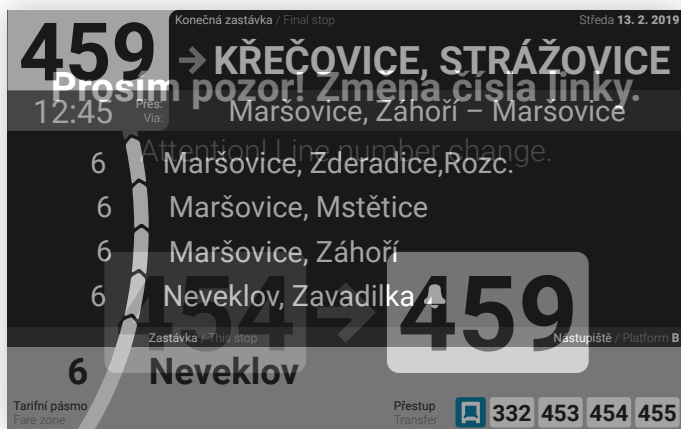 Konečná zastávka / Final stop
Středa 13. 2. 2019
459
→ KŘEČOVICE, STRÁŽOVICE
Prosím pozor! Změna čísla linky.
12:45
Přes:
Via:
Maršovice, Záhoří – Maršovice
Attention! Line number change.
6 Maršovice, Zderadice,Rozc.
6 Maršovice, Mstětice
6 Maršovice, Záhoří
6 Neveklov, Zavadilka
454 → 459
Zastávka / This stop
Nástupiště / Platform B
6 Neveklov
Tarifní pásmo
Fare zone
Přestup
Transfer
332 453 454 455